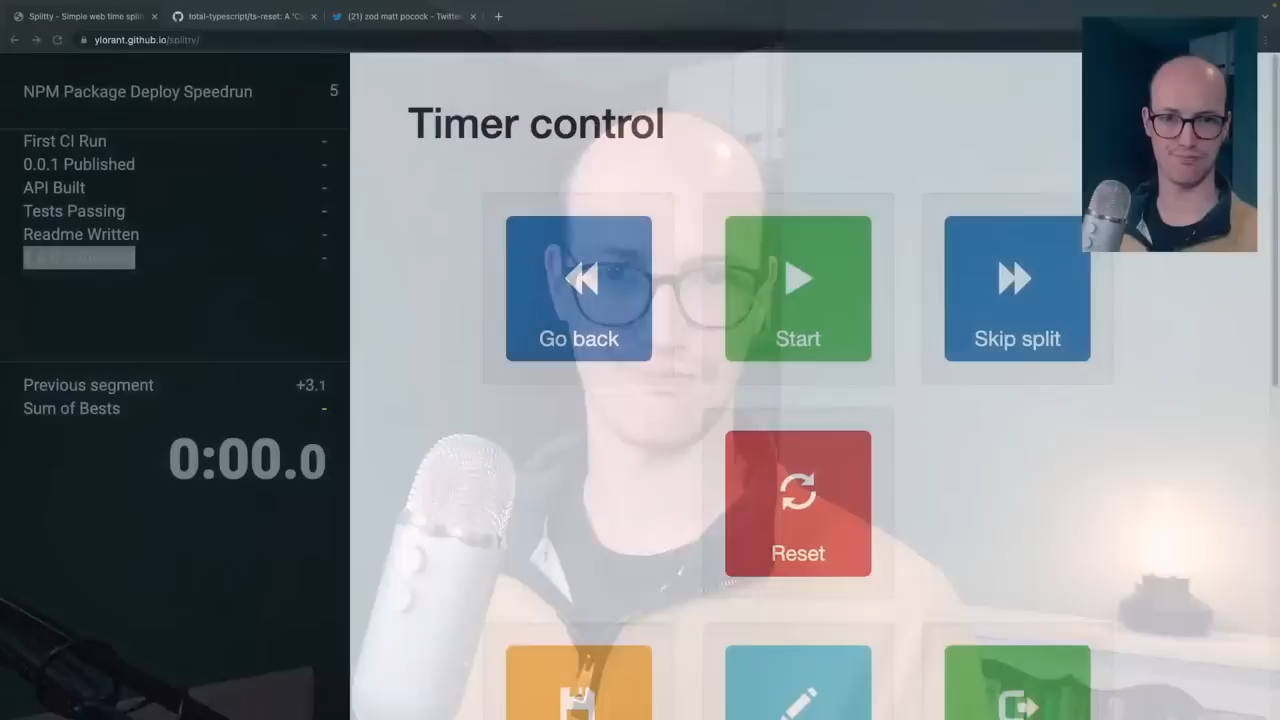 Splitty - Simple web time split
total-typescript/ts-reset: A 'CS
(21) zod matt pocock - Twitter
ylorant.github.io/splitty/
NPM Package Deploy Speedrun 5
First CI Run -
0.0.1 Published -
API Built -
Tests Passing -
Readme Written -
-
Previous segment +3.1
Sum of Bests -
0:00.0
Timer control
Go back
Start
Skip split
Reset